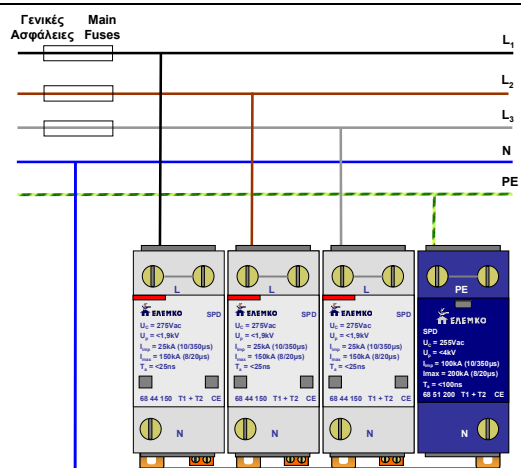 Γενικές Ασφάλειες
Main Fuses
L1
L2
L3
N
PE
L
ΕΛΕΜΚΟ SPD
UC = 275Vac
Up = <1,9kV
Iimp = 25kA (10/350μs)
Imax = 150kA (8/20μs)
Ta = <25ns
68 44 150 T1 + T2 CE
N
L
ΕΛΕΜΚΟ SPD
UC = 275Vac
Up = <1,9kV
Iimp = 25kA (10/350μs)
Imax = 150kA (8/20μs)
Ta = <25ns
68 44 150 T1 + T2 CE
N
L
ΕΛΕΜΚΟ SPD
UC = 275Vac
Up = <1,9kV
Iimp = 25kA (10/350μs)
Imax = 150kA (8/20μs)
Ta = <25ns
68 44 150 T1 + T2 CE
N
PE
ΕΛΕΜΚΟ
SPD
UC = 255Vac
Up = <4kV
Iimp = 100kA (10/350μs)
Imax = 200kA (8/20μs)
Ta = <100ns
68 51 200 T1 + T2 CE
N